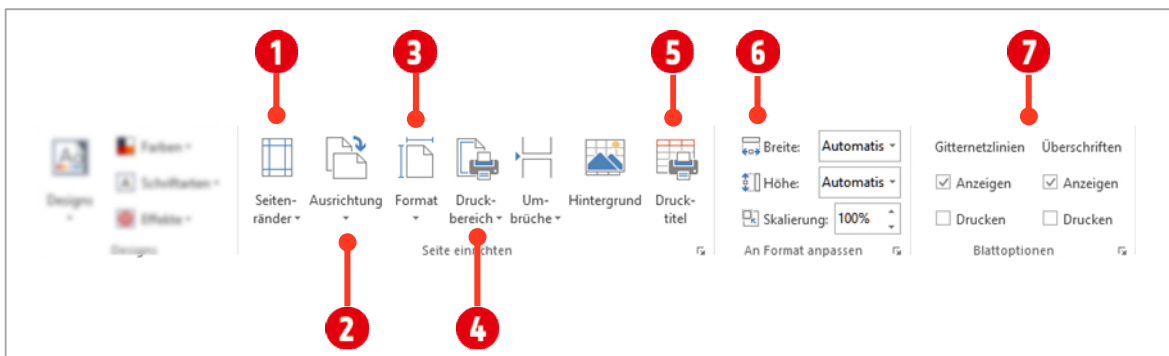 1
3
5
6
7
Farben
Schriftarten
Effekte
Designs
Designs
Seiten-
ränder
Ausrichtung
Format
Druck-
bereich
Um-
brüche
Hintergrund
Druck-
titel
Seite einrichten
Breite: Automatis
Höhe: Automatis
Skalierung: 100%
An Format anpassen
Gitternetzlinien Überschriften
Anzeigen Anzeigen
Drucken Drucken
Blattoptionen
2
4